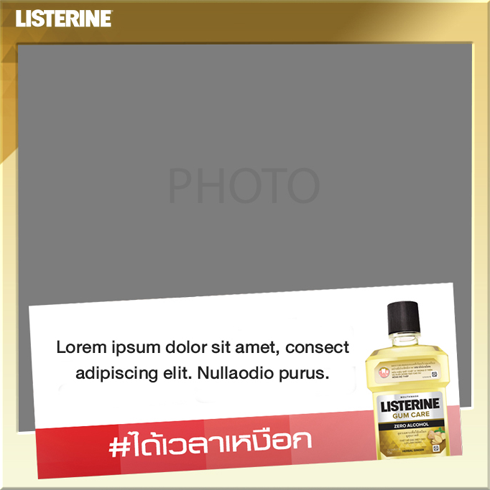 LISTERINE
PHOTO
Lorem ipsum dolor sit amet, consect
adipiscing elit. Nullaodio purus.
#ได้เวลาเหงือก
LISTERINE
GUM CARE
ZERO ALCOHOL